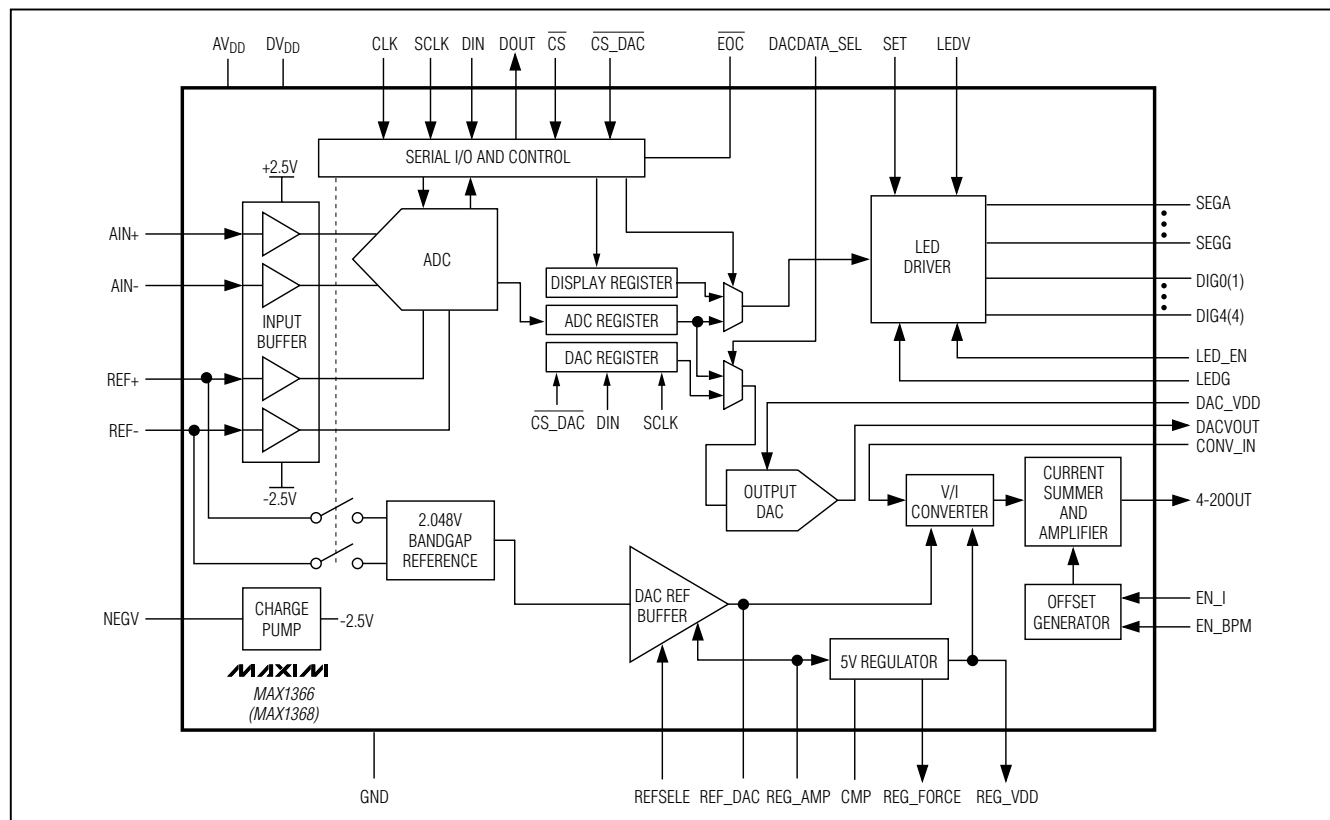 AVDD
DVDD
CLK
SCLK
DIN
DOUT
C̅S̅
C̅S̅_̅D̅A̅C̅
E̅O̅C̅
DACDATA_SEL
SET
LEDV
SERIAL I/O AND CONTROL
+2.5V
AIN+
AIN-
INPUT
BUFFER
REF+
REF-
-2.5V
ADC
DISPLAY REGISTER
ADC REGISTER
DAC REGISTER
C̅S̅_̅D̅A̅C̅
DIN
SCLK
LED
DRIVER
SEGA
SEGG
DIG0(1)
DIG4(4)
LED_EN
LEDG
DAC_VDD
DACVOUT
CONV_IN
OUTPUT
DAC
V/I
CONVERTER
CURRENT
SUMMER
AND
AMPLIFIER
4-20OUT
2.048V
BANDGAP
REFERENCE
DAC REF
BUFFER
OFFSET
GENERATOR
EN_I
EN_BPM
NEGV
CHARGE
PUMP
-2.5V
5V REGULATOR
MAXIM
MAX1366
(MAX1368)
GND
REFSELE
REF_DAC
REG_AMP
CMP
REG_FORCE
REG_VDD